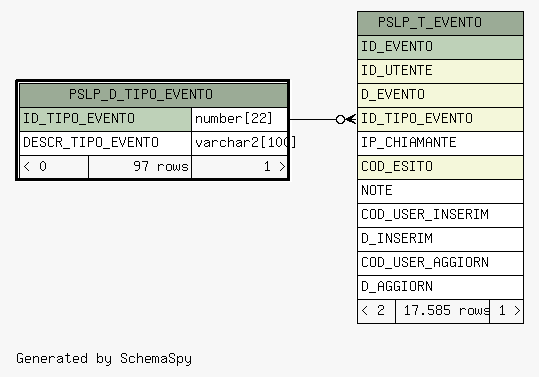 PSLP_D_TIPO_EVENTO
ID_TIPO_EVENTO number[22]
DESCR_TIPO_EVENTO varchar2[100]
< 0 97 rows 1 >
PSLP_T_EVENTO
ID_EVENTO
ID_UTENTE
D_EVENTO
ID_TIPO_EVENTO
IP_CHIAMANTE
COD_ESITO
NOTE
COD_USER_INSERIM
D_INSERIM
COD_USER_AGGIORN
D_AGGIORN
< 2 17.585 rows 1 >
Generated by SchemaSpy